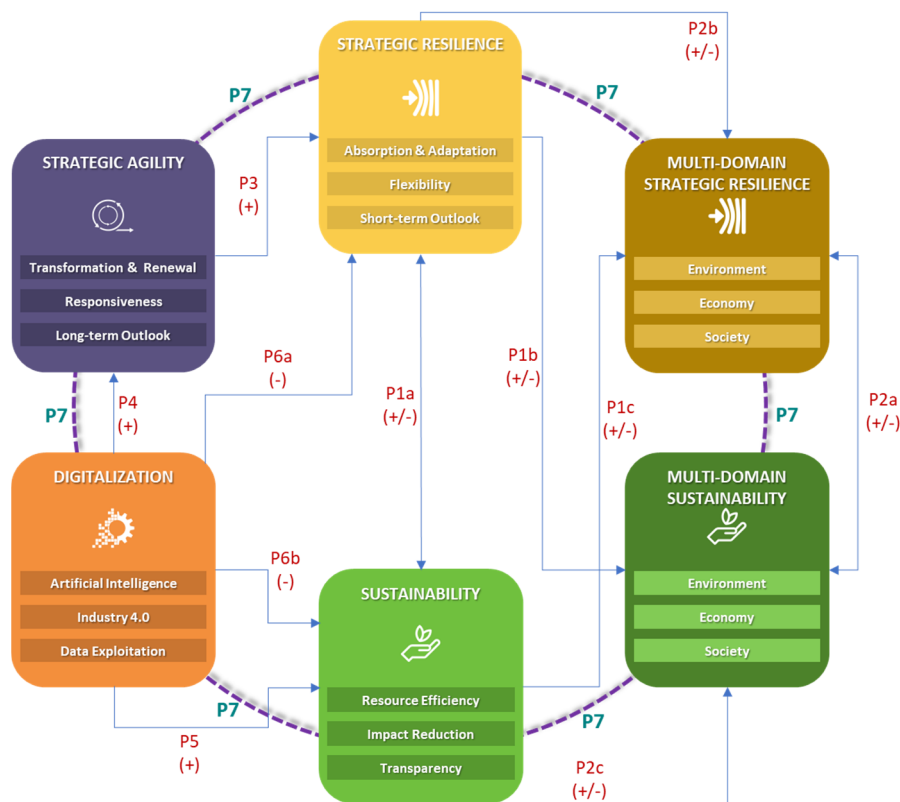 STRATEGIC RESILIENCE
Absorption & Adaptation
Flexibility
Short-term Outlook
P2b
(+/-)
P7
P7
STRATEGIC AGILITY
Transformation & Renewal
Responsiveness
Long-term Outlook
P3
(+)
MULTI-DOMAIN
STRATEGIC RESILIENCE
Environment
Economy
Society
P6a
(-)
P1b
(+/-)
P4
(+)
P7
P1a
(+/-)
P1c
(+/-)
P7
P2a
(+/-)
DIGITALIZATION
Artificial Intelligence
Industry 4.0
Data Exploitation
MULTI-DOMAIN
SUSTAINABILITY
Environment
Economy
Society
P6b
(-)
SUSTAINABILITY
Resource Efficiency
Impact Reduction
Transparency
P7
P5
(+)
P7
P2c
(+/-)